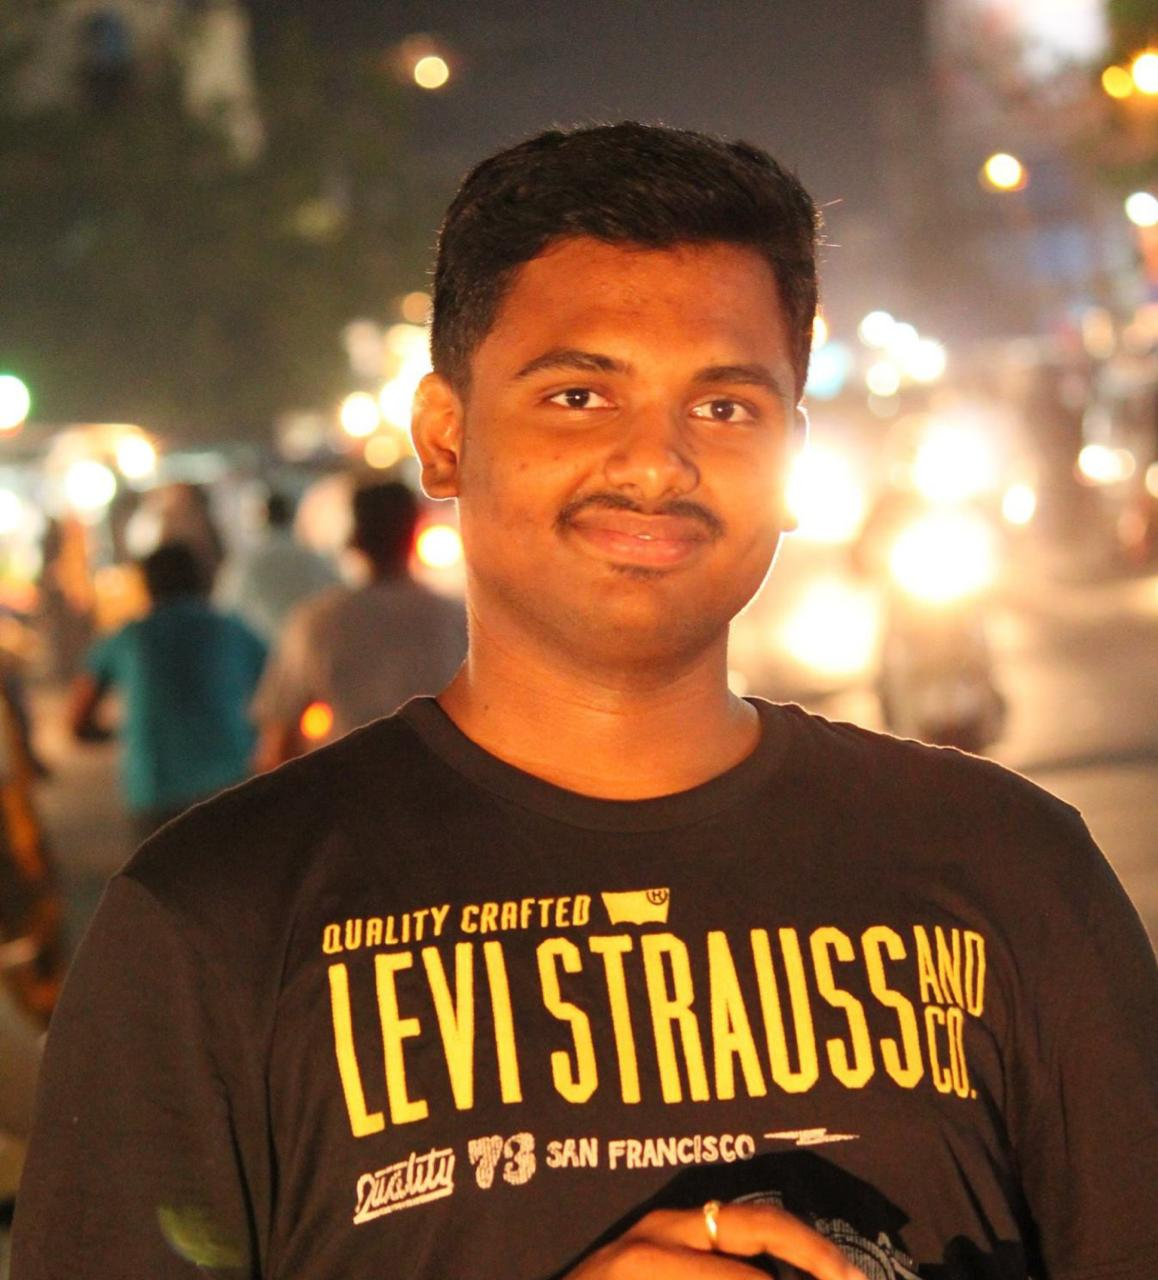 QUALITY CRAFTED
LEVI STRAUSS AND CO.
Quality 73 SAN FRANCISCO